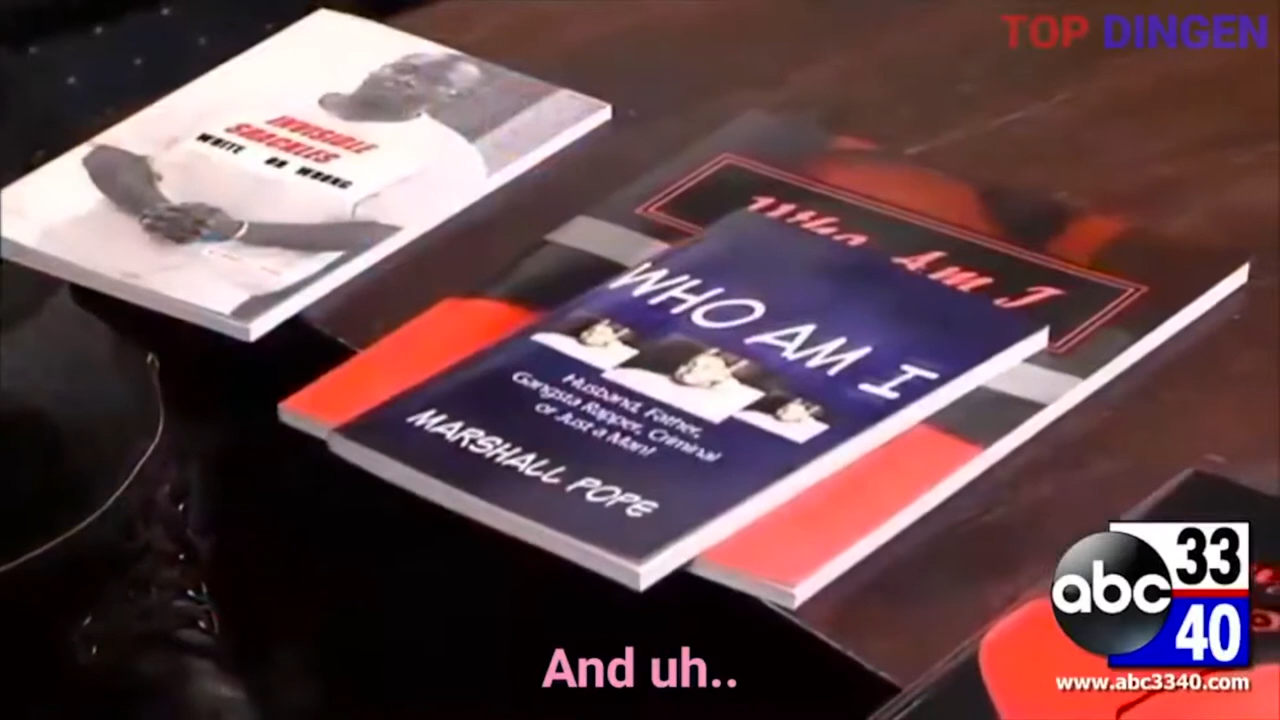 TOP DINGEN
INVISIBLE
SHACKLES
WRITE OR WRONG
Who AM I
WHO AM I
Husband, Father,
Gangsta Rapper, Criminal
or Just a Man!
MARSHALL POPE
And uh..
abc 33
40
www.abc3340.com